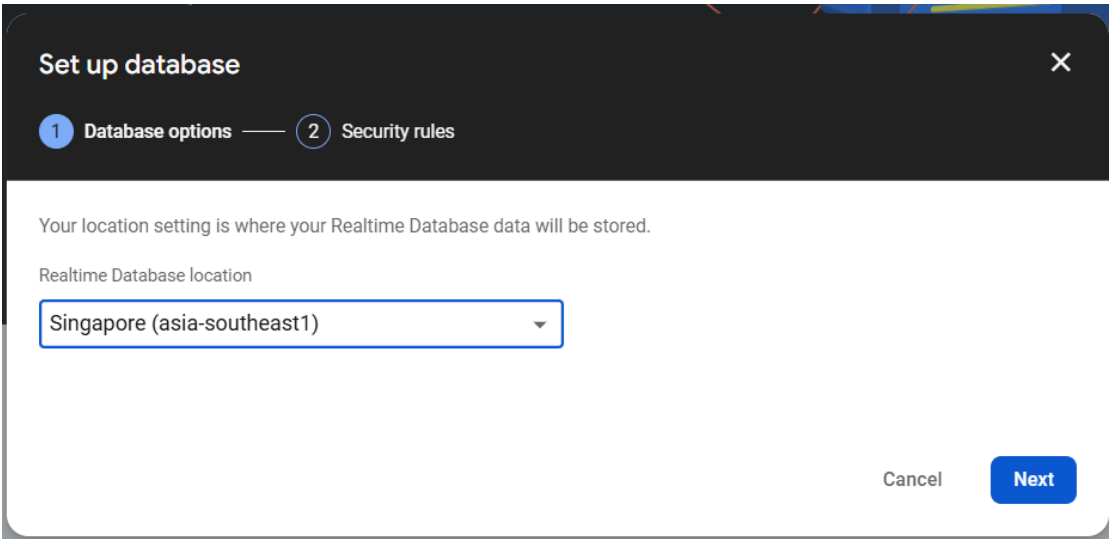 Set up database
1 Database options 2 Security rules
Your location setting is where your Realtime Database data will be stored.
Realtime Database location
Singapore (asia-southeast1)
Cancel Next